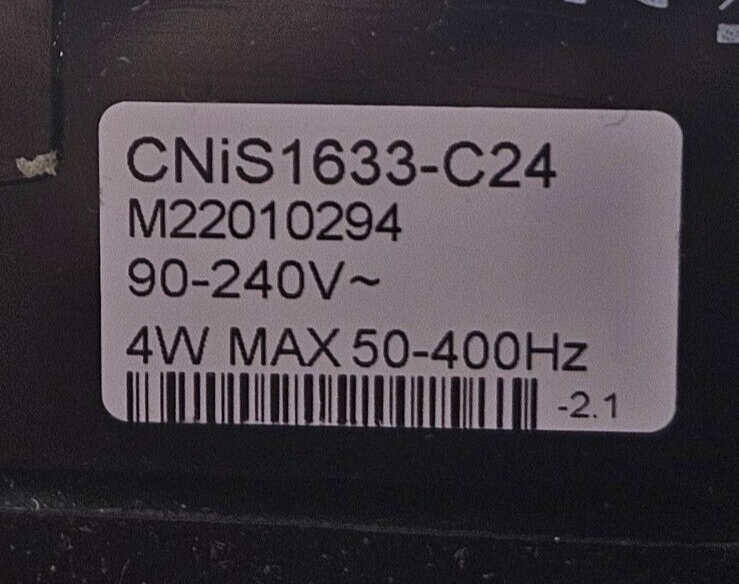 CNiS1633-C24
M22010294
90-240V~
4W MAX 50-400Hz
-2.1